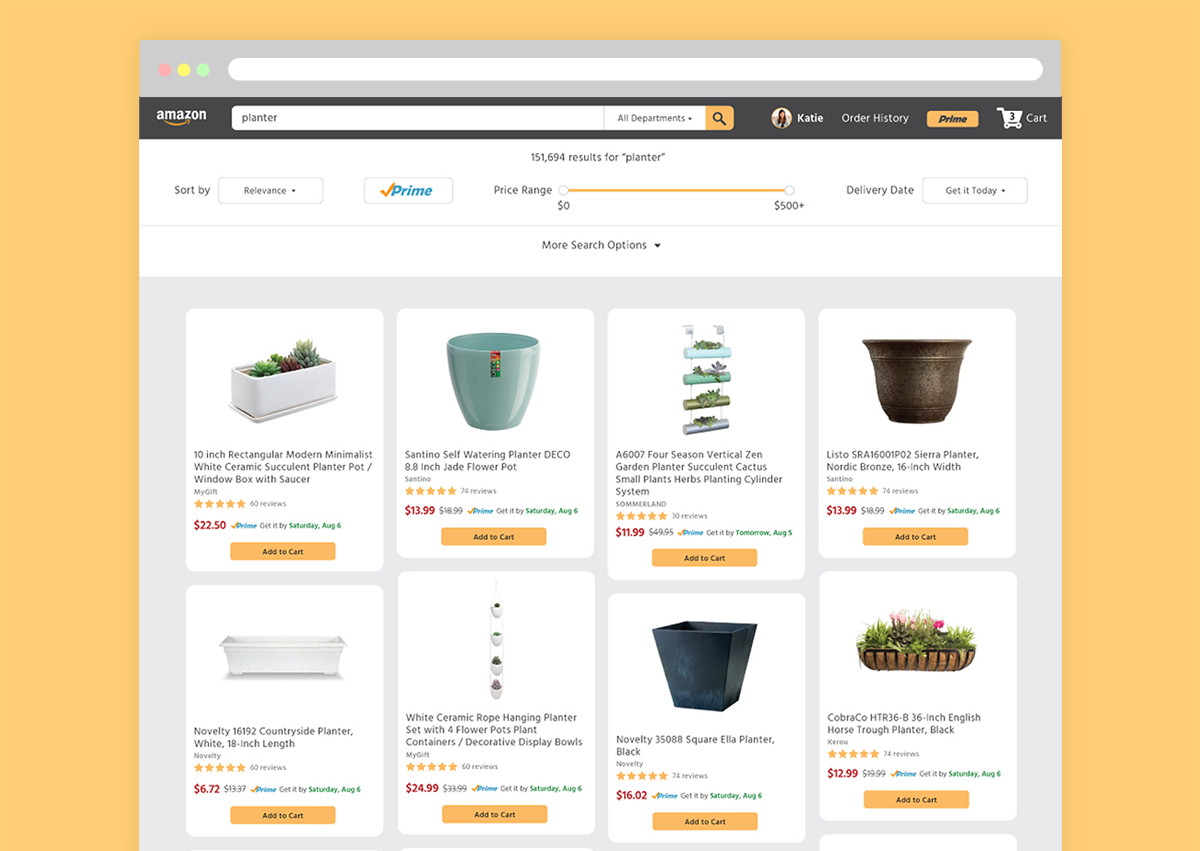 amazon
planter
All Departments
Katie
Order History
Prime
3
Cart
151,694 results for "planter"
Sort by
Relevance
Prime
Price Range
$0
$500+
Delivery Date
Get it Today
More Search Options
10 inch Rectangular Modern Minimalist
White Ceramic Succulent Planter Pot /
Window Box with Saucer
MyGift
60 reviews
$22.50 Prime Get it by Saturday, Aug 6
Add to Cart
Santino Self Watering Planter DECO
8.8 Inch Jade Flower Pot
Santino
74 reviews
$13.99 $18.99 Prime Get it by Saturday, Aug 6
Add to Cart
A6007 Four Season Vertical Zen
Garden Planter Succulent Cactus
Small Plants Herbs Planting Cylinder
System
SOMMERLAND
30 reviews
$11.99 $49.95 Prime Get it by Tomorrow, Aug 5
Add to Cart
Listo SRA16001P02 Sierra Planter,
Nordic Bronze, 16-Inch Width
Santino
74 reviews
$13.99 $18.99 Prime Get it by Saturday, Aug 6
Add to Cart
Novelty 16192 Countryside Planter,
White, 18-Inch Length
Novelty
60 reviews
$6.72 $13.37 Prime Get it by Saturday, Aug 6
Add to Cart
White Ceramic Rope Hanging Planter
Set with 4 Flower Pots Plant
Containers / Decorative Display Bowls
MyGift
60 reviews
$24.99 $33.99 Prime Get it by Saturday, Aug 6
Add to Cart
Novelty 35088 Square Ella Planter,
Black
Novelty
74 reviews
$16.02 Prime Get it by Saturday, Aug 6
Add to Cart
CobraCo HTR36-B 36-Inch English
Horse Trough Planter, Black
Kerou
74 reviews
$12.99 $19.99 Prime Get it by Saturday, Aug 6
Add to Cart